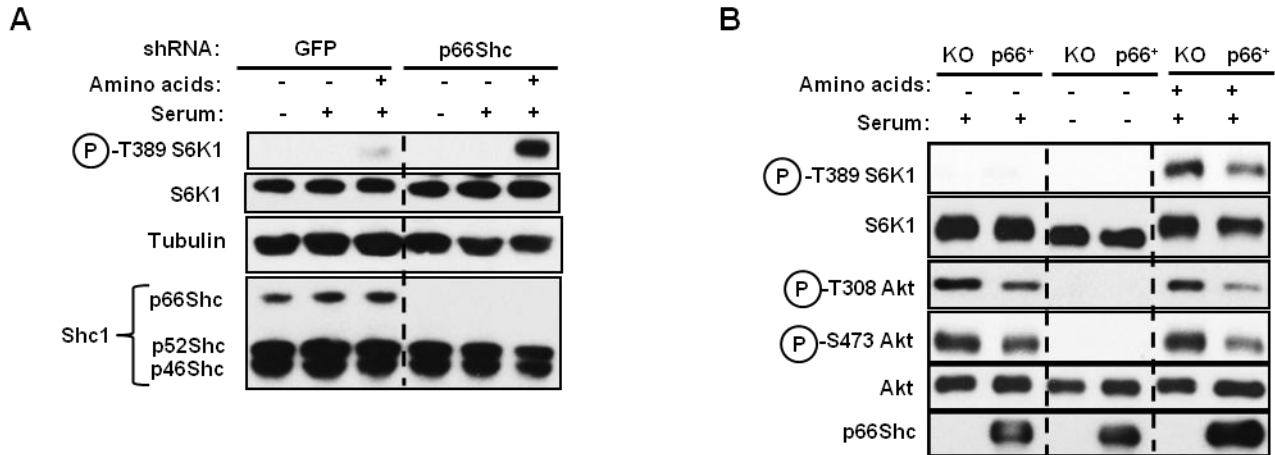 A
shRNA: GFP p66Shc
Amino acids: - - + - - +
Serum: - + + - + +
P -T389 S6K1
S6K1
Tubulin
p66Shc
Shc1
p52Shc
p46Shc
B
KO p66+ KO p66+ KO p66+
Amino acids: - - - - + +
Serum: + + - - + +
P -T389 S6K1
S6K1
P -T308 Akt
P -S473 Akt
Akt
p66Shc